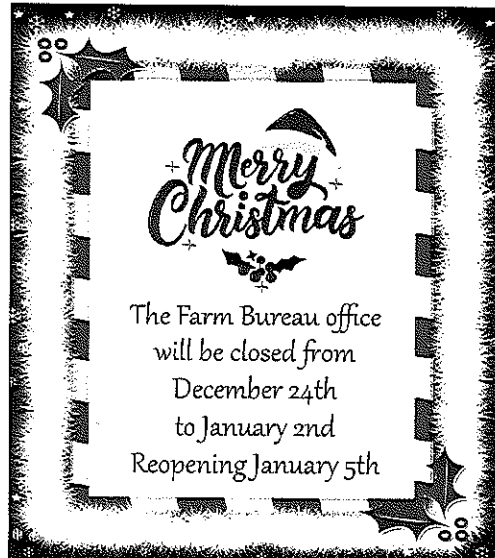 Merry
Christmas
The Farm Bureau office
will be closed from
December 24th
to January 2nd
Reopening January 5th